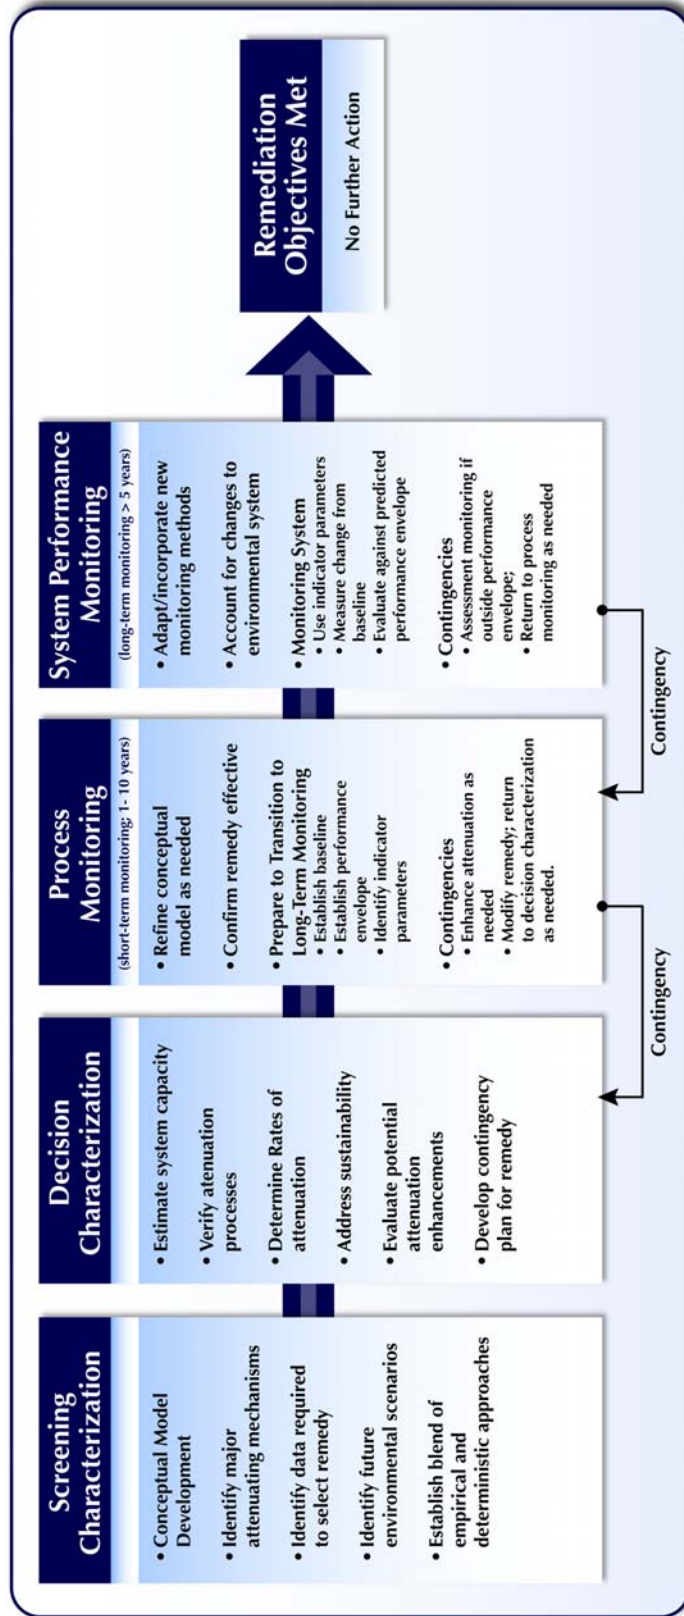 Screening
Characterization
• Conceptual Model
Development
• Identify major
attenuating mechanisms
• Identify data required
to select remedy
• Identify future
environmental scenarios
• Establish blend of
empirical and
deterministic approaches
Decision
Characterization
• Estimate system capacity
• Verify atenuation
processes
• Determine Rates of
attenuation
• Address sustainability
• Evaluate potential
attenuation
enhancements
• Develop contingency
plan for remedy
Process
Monitoring
(short-term monitoring; 1- 10 years)
• Refine conceptual
model as needed
• Confirm remedy effective
• Prepare to Transition to
Long-Term Monitoring
• Establish baseline
• Establish performance
envelope
• Identify indicator
parameters
• Contingencies
• Enhance attenuation as
needed
• Modify remedy; return
to decision characterization
as needed.
System Performance
Monitoring
(long-term monitoring > 5 years)
• Adapt/incorporate new
monitoring methods
• Account for changes to
environmental system
• Monitoring System
• Use indicator parameters
• Measure change from
baseline
• Evaluate against predicted
performance envelope
• Contingencies
• Assessment monitoring if
outside performance
envelope;
• Return to process
monitoring as needed
Remediation
Objectives Met
No Further Action
Contingency
Contingency